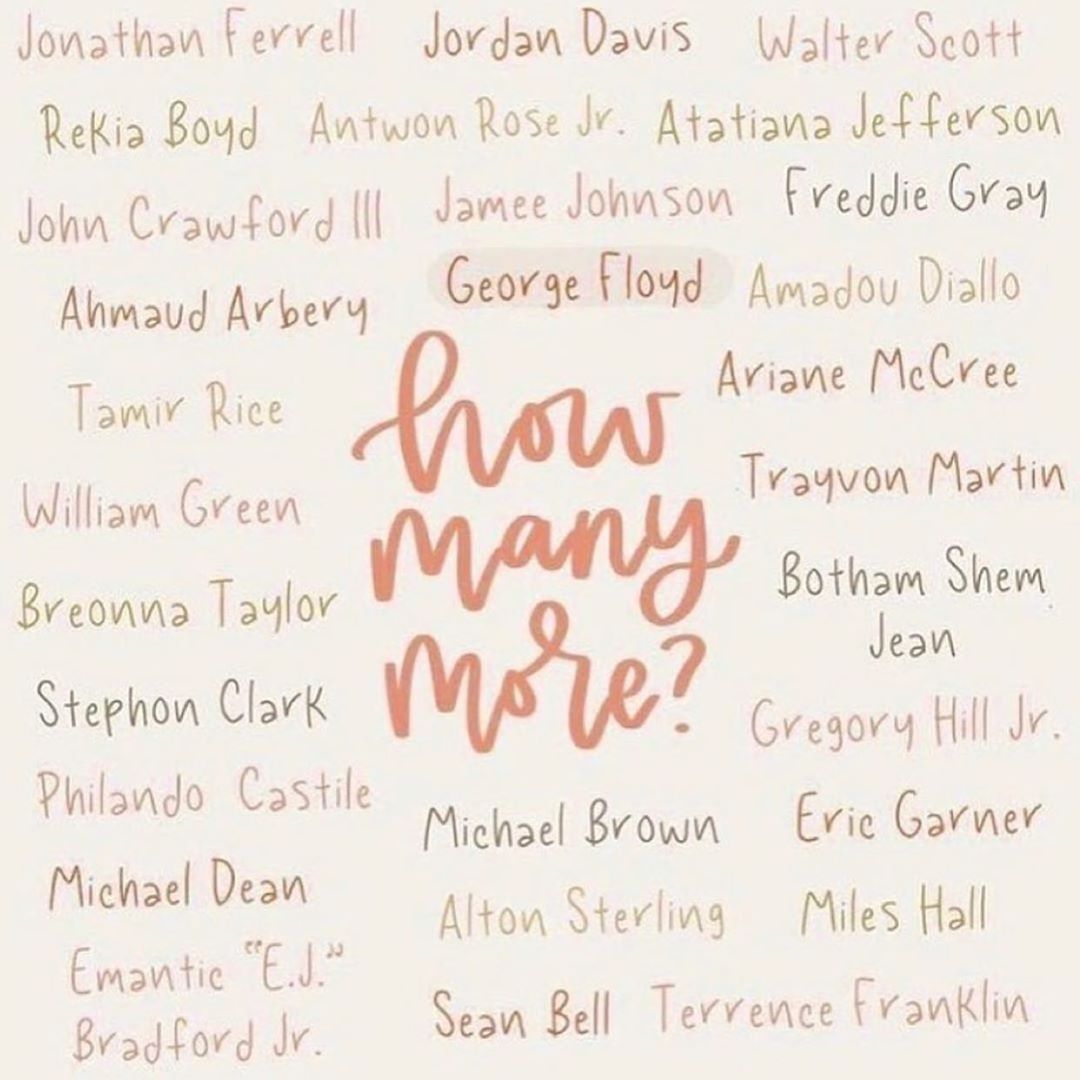 Jonathan Ferrell Jordan Davis Walter Scott
Rekia Boyd Antwon Rose Jr. Atatiana Jefferson
John Crawford III Jamee Johnson Freddie Gray
Ahmaud Arbery George Floyd Amadou Diallo
how
many
more?
Tamir Rice
William Green
Breonna Taylor
Stephon Clark
Philando Castile
Michael Dean
Emantic "E.J."
Bradford Jr.
Ariane McCree
Trayvon Martin
Botham Shem
Jean
Gregory Hill Jr.
Michael Brown Eric Garner
Alton Sterling Miles Hall
Sean Bell Terrence Franklin